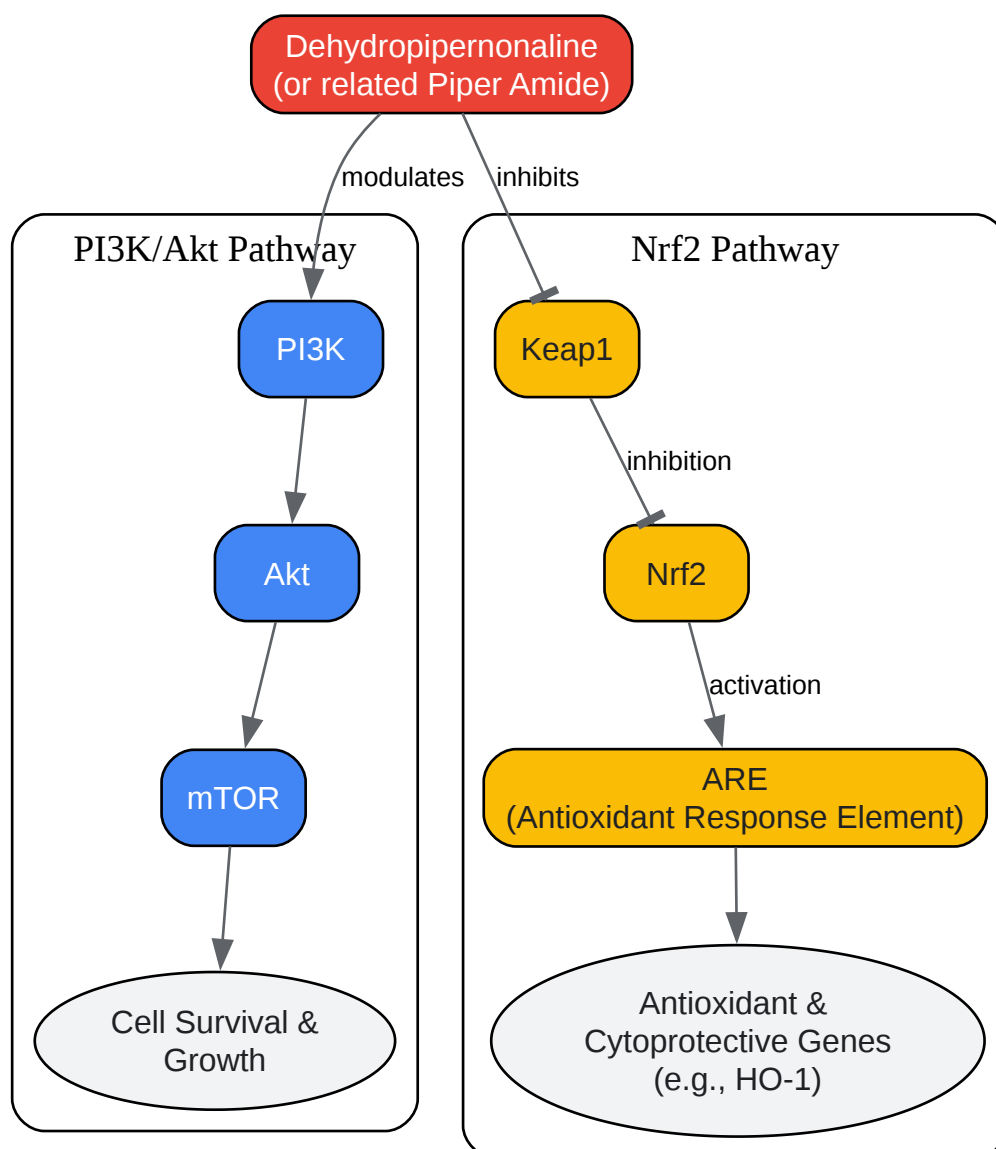 Dehydropipernonaline
(or related Piper Amide)
modulates
inhibits
PI3K/Akt Pathway
PI3K
Akt
mTOR
Cell Survival &
Growth
Nrf2 Pathway
Keap1
inhibition
Nrf2
activation
ARE
(Antioxidant Response Element)
Antioxidant &
Cytoprotective Genes
(e.g., HO-1)